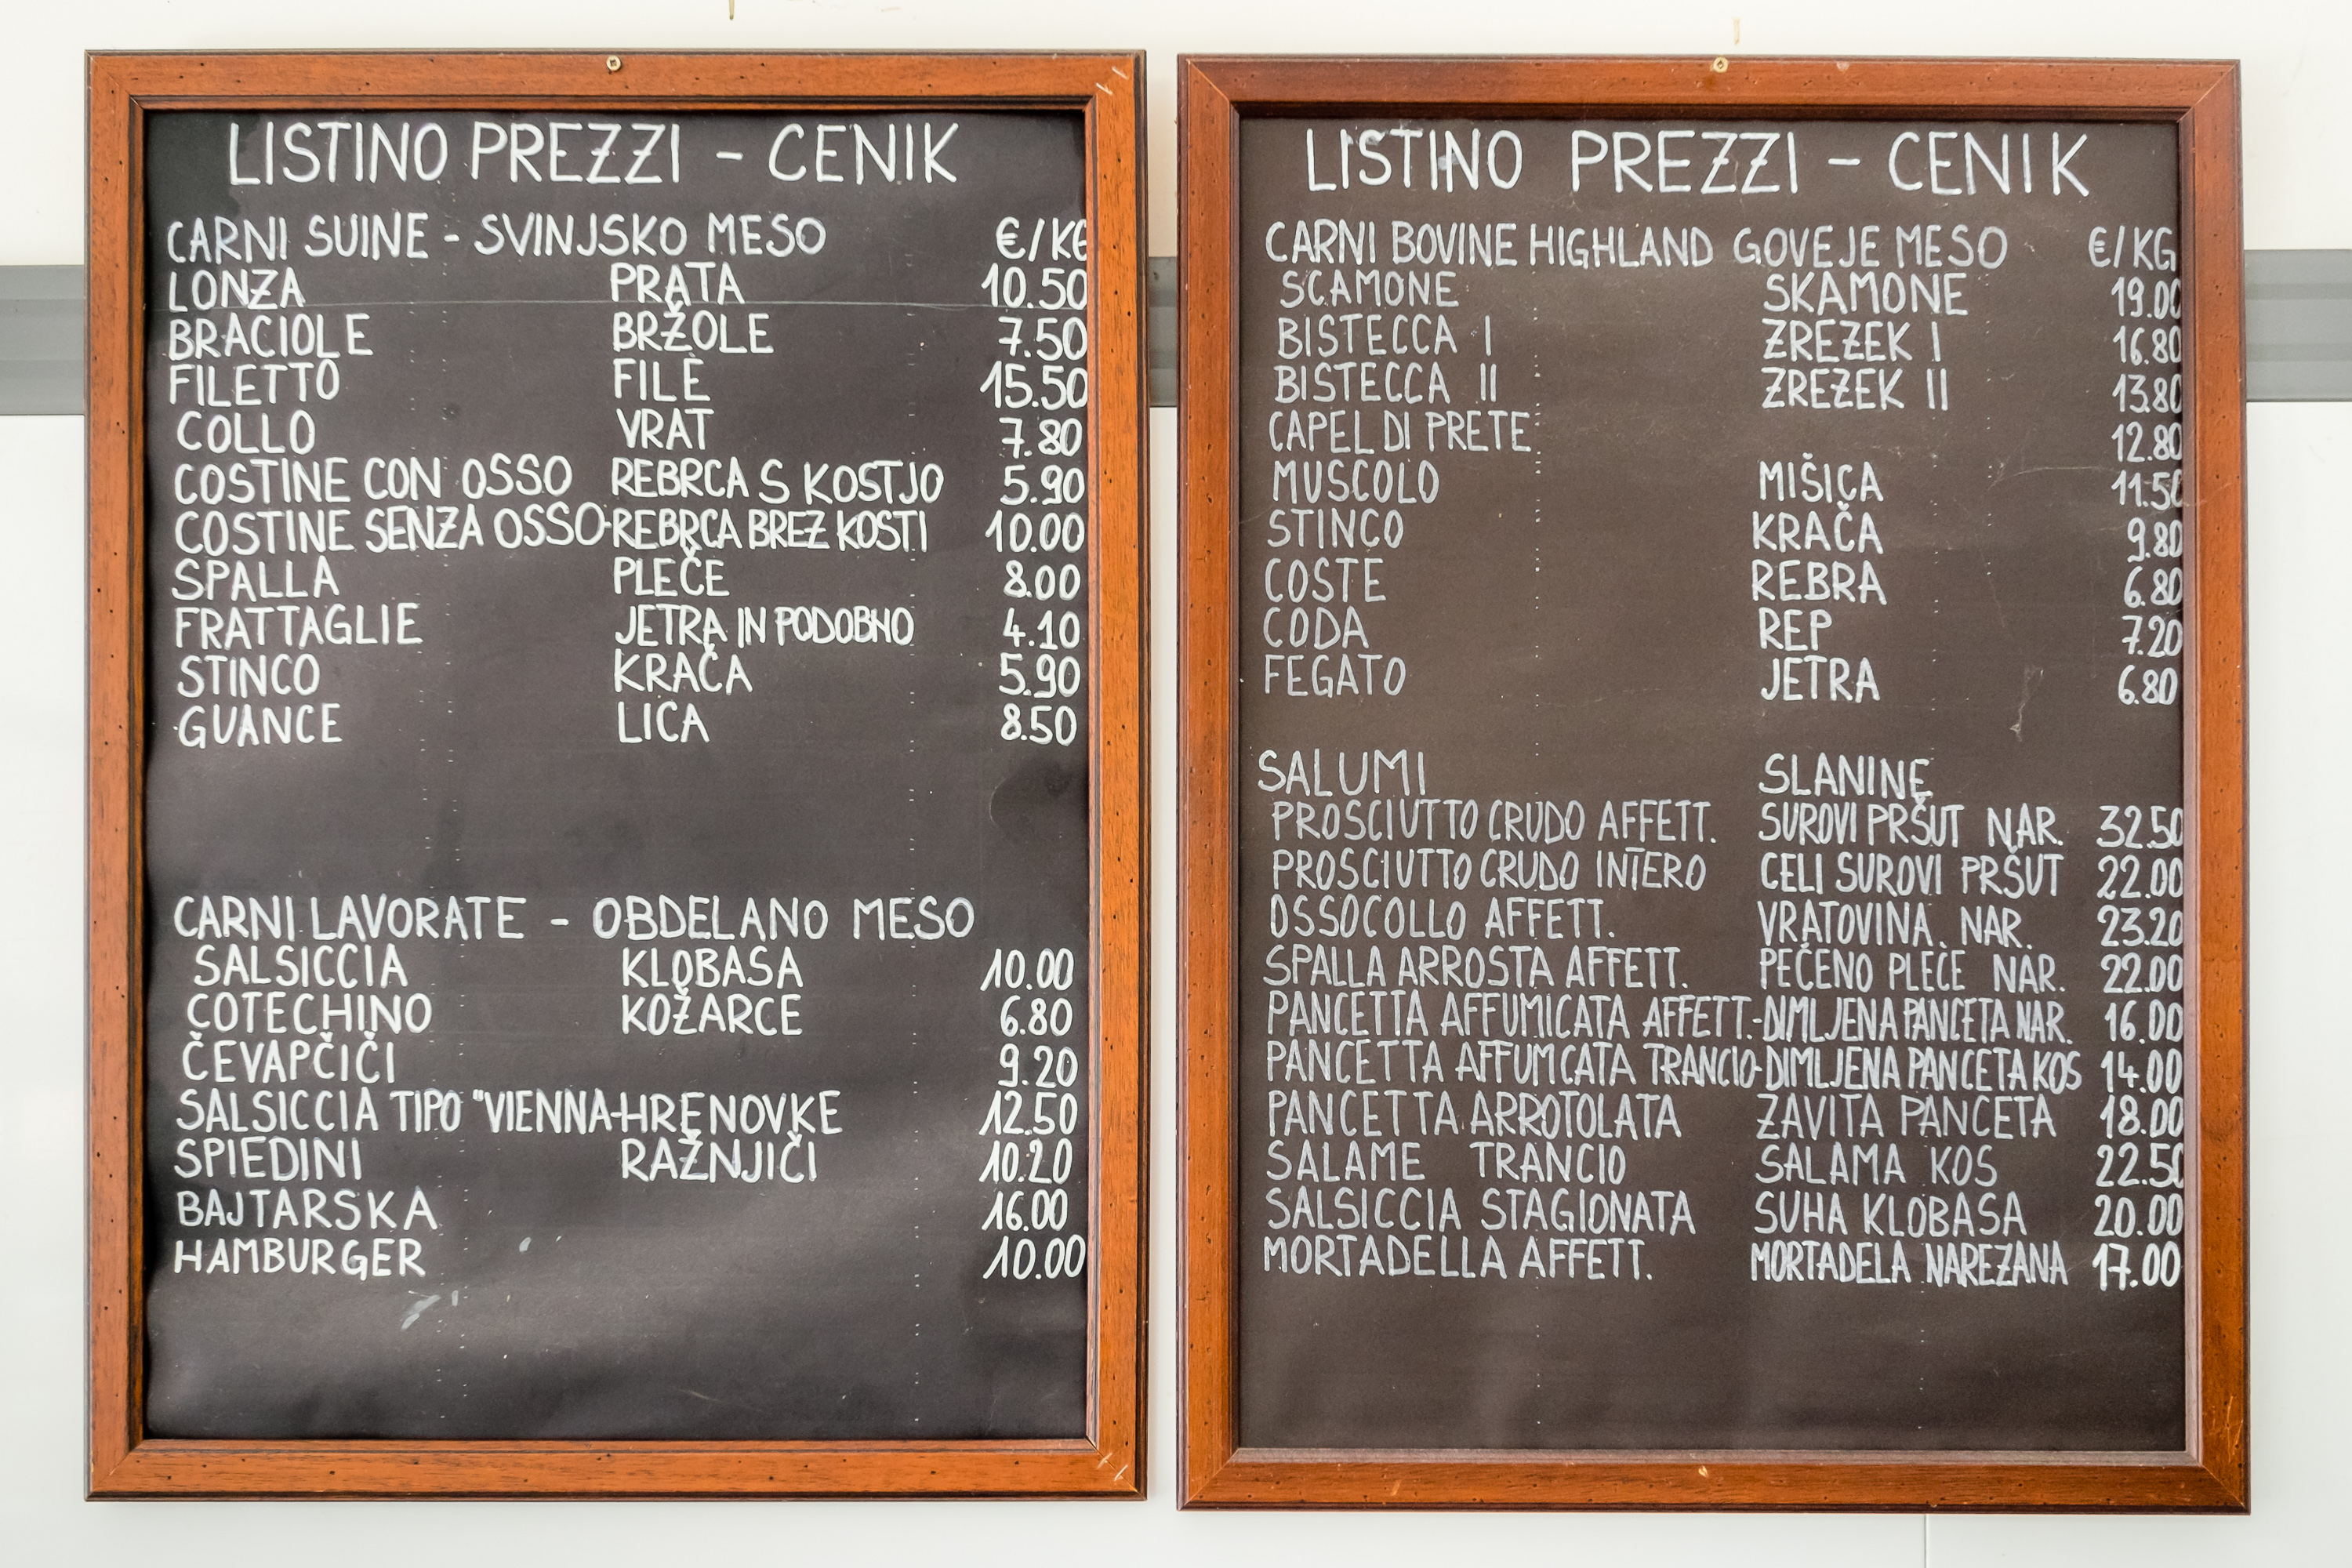 LISTINO PREZZI - CENIK
CARNI SUINE - SVINJSKO MESO €/KG
LONZA PRATA 10.50
BRACIOLE BRŽOLE 7.50
FILETTO FILE 15.50
COLLO VRAT 7.80
COSTINE CON OSSO REBRCA S KOSTJO 5.90
COSTINE SENZA OSSO-REBRCA BREZ KOSTI 10.00
SPALLA PLEČE 8.00
FRATTAGLIE JETRA IN PODOBNO 4.10
STINCO KRAČA 5.90
GUANCE LICA 8.50
CARNI LAVORATE - OBDELANO MESO
SALSICCIA KLOBASA 10.00
COTECHINO KOŽARCE 6.80
ČEVAPČIČI 9.20
SALSICCIA TIPO "VIENNA-HRENOVKE 12.50
SPIEDINI RAŽNJIČI 10.20
BAJTARSKA 16.00
HAMBURGER 10.00
LISTINO PREZZI - CENIK
CARNI BOVINE HIGHLAND GOVEJE MESO €/KG
SCAMONE SKAMONE 19.00
BISTECCA I ZREZEK I 16.80
BISTECCA II ZREZEK II 13.80
CAPEL DI PRETE 12.80
MUSCOLO MIŠICA 11.50
STINCO KRAČA 9.80
COSTE REBRA 6.80
CODA REP 7.20
FEGATO JETRA 6.80
SALUMI SLANINE
PROSCIUTTO CRUDO AFFETT. SUROVI PRŠUT NAR. 32.50
PROSCIUTTO CRUDO INTERO CELI SUROVI PRŠUT 22.00
OSSOCOLLO AFFETT. VRATOVINA NAR. 23.20
SPALLA ARROSTA AFFETT. PEČENO PLEČE NAR. 22.00
PANCETTA AFFUMICATA AFFETT.-DIMLJENA PANCETA NAR. 16.00
PANCETTA AFFUMCATA TRANCIO-DIMLJENA PANCETA KOS 14.00
PANCETTA ARROTOLATA ZAVITA PANCETA 18.00
SALAME TRANCIO SALAMA KOS 22.50
SALSICCIA STAGIONATA SUHA KLOBASA 20.00
MORTADELLA AFFETT. MORTADELA NAREZANA 17.00